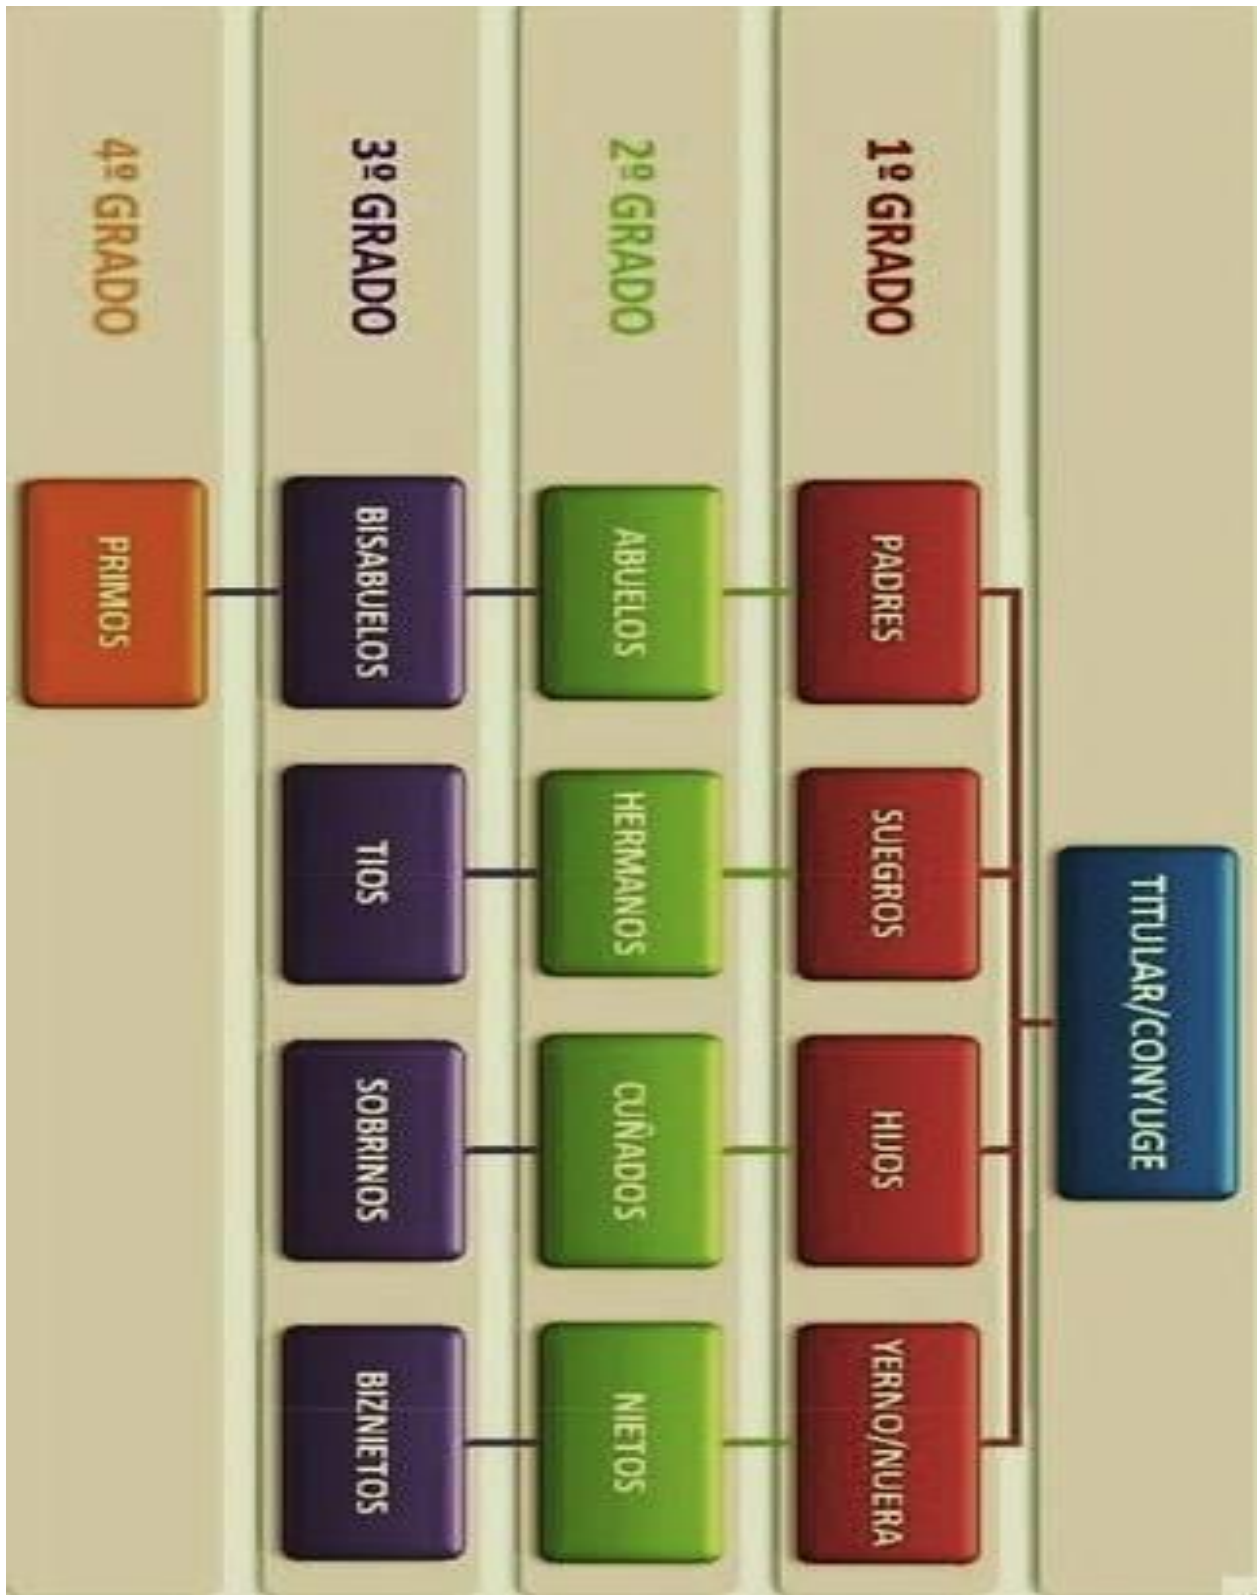 TITULAR/CONYUGE
1º GRADO
PADRES
SUEGROS
HIJOS
YERNO/NUERA
2º GRADO
ABUELOS
HERMANOS
CUÑADOS
NIETOS
3º GRADO
BISABUELOS
TIOS
SOBRINOS
BIZNIETOS
4º GRADO
PRIMOS